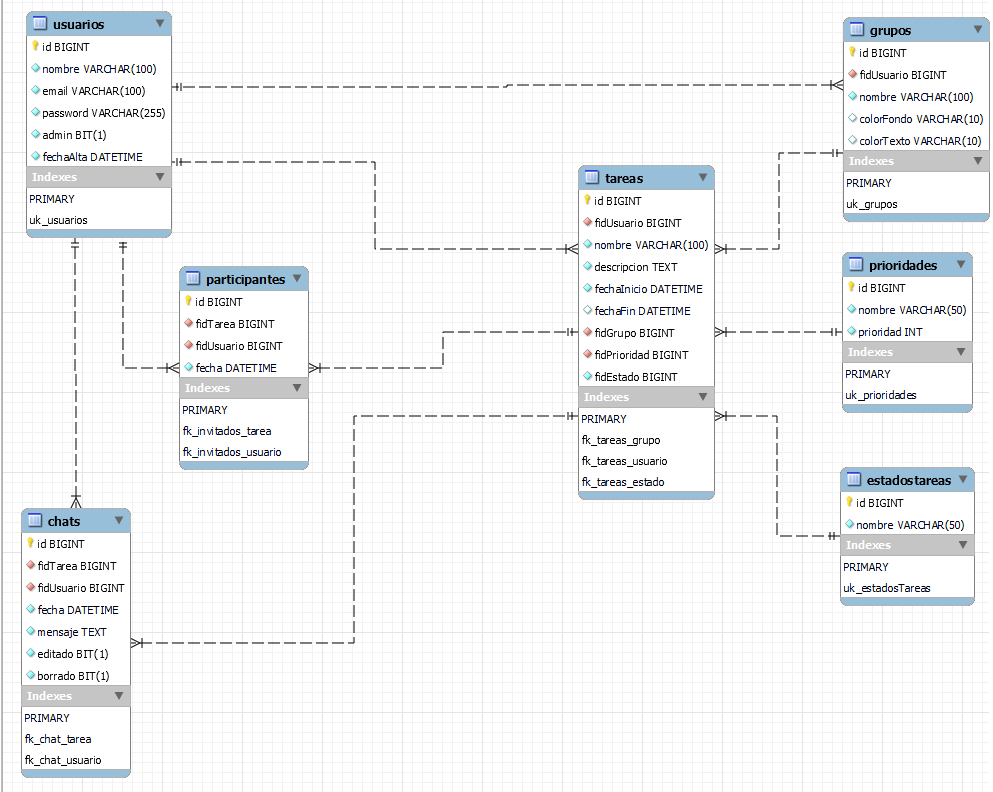 usuarios
id BIGINT
nombre VARCHAR(100)
email VARCHAR(100)
password VARCHAR(255)
admin BIT(1)
fechaAlta DATETIME
Indexes
PRIMARY
uk_usuarios
grupos
id BIGINT
fidUsuario BIGINT
nombre VARCHAR(100)
colorFondo VARCHAR(10)
colorTexto VARCHAR(10)
Indexes
PRIMARY
uk_grupos
tareas
id BIGINT
fidUsuario BIGINT
nombre VARCHAR(100)
descripcion TEXT
fechaInicio DATETIME
fechaFin DATETIME
fidGrupo BIGINT
fidPrioridad BIGINT
fidEstado BIGINT
Indexes
PRIMARY
fk_tareas_grupo
fk_tareas_usuario
fk_tareas_estado
participantes
id BIGINT
fidTarea BIGINT
fidUsuario BIGINT
fecha DATETIME
Indexes
PRIMARY
fk_invitados_tarea
fk_invitados_usuario
prioridades
id BIGINT
nombre VARCHAR(50)
prioridad INT
Indexes
PRIMARY
uk_prioridades
estadostareas
id BIGINT
nombre VARCHAR(50)
Indexes
PRIMARY
uk_estadosTareas
chats
id BIGINT
fidTarea BIGINT
fidUsuario BIGINT
fecha DATETIME
mensaje TEXT
editado BIT(1)
borrado BIT(1)
Indexes
PRIMARY
fk_chat_tarea
fk_chat_usuario